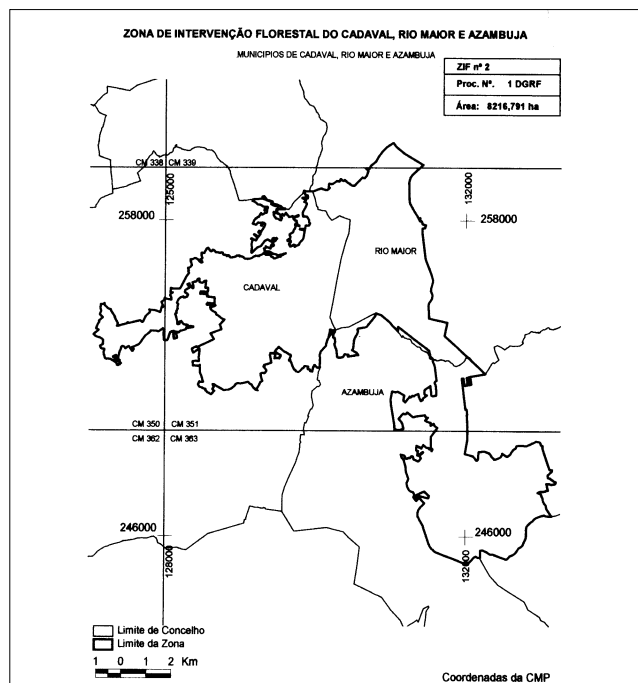 ZONA DE INTERVENÇÃO FLORESTAL DO CADAVAL, RIO MAIOR E AZAMBUJA
MUNICIPIOS DE CADAVAL, RIO MAIOR E AZAMBUJA
ZIF nº 2
Proc. Nº. 1 DGRF
Área: 8216,791 ha
CM 338 CM 339
125000
132000
258000
258000
RIO MAIOR
CADAVAL
AZAMBUJA
CM 350 CM 351
CM 362 CM 363
246000
246000
128000
132000
Limite de Concelho
Limite da Zona
1 0 1 2 Km
Coordenadas da CMP